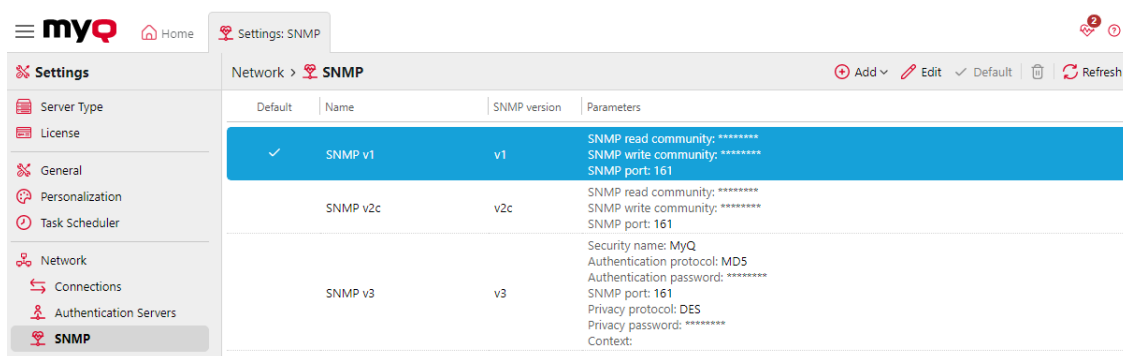 myQ
Home
Settings: SNMP
2
Settings
Network > SNMP
Add
Edit
Default
Refresh
Server Type
License
General
Personalization
Task Scheduler
Network
Connections
Authentication Servers
SNMP
Default Name SNMP version Parameters
SNMP v1 v1
SNMP read community: ********
SNMP write community: ********
SNMP port: 161
SNMP v2c v2c
SNMP read community: ********
SNMP write community: ********
SNMP port: 161
SNMP v3 v3
Security name: MyQ
Authentication protocol: MD5
Authentication password: ********
SNMP port: 161
Privacy protocol: DES
Privacy password: ********
Context: